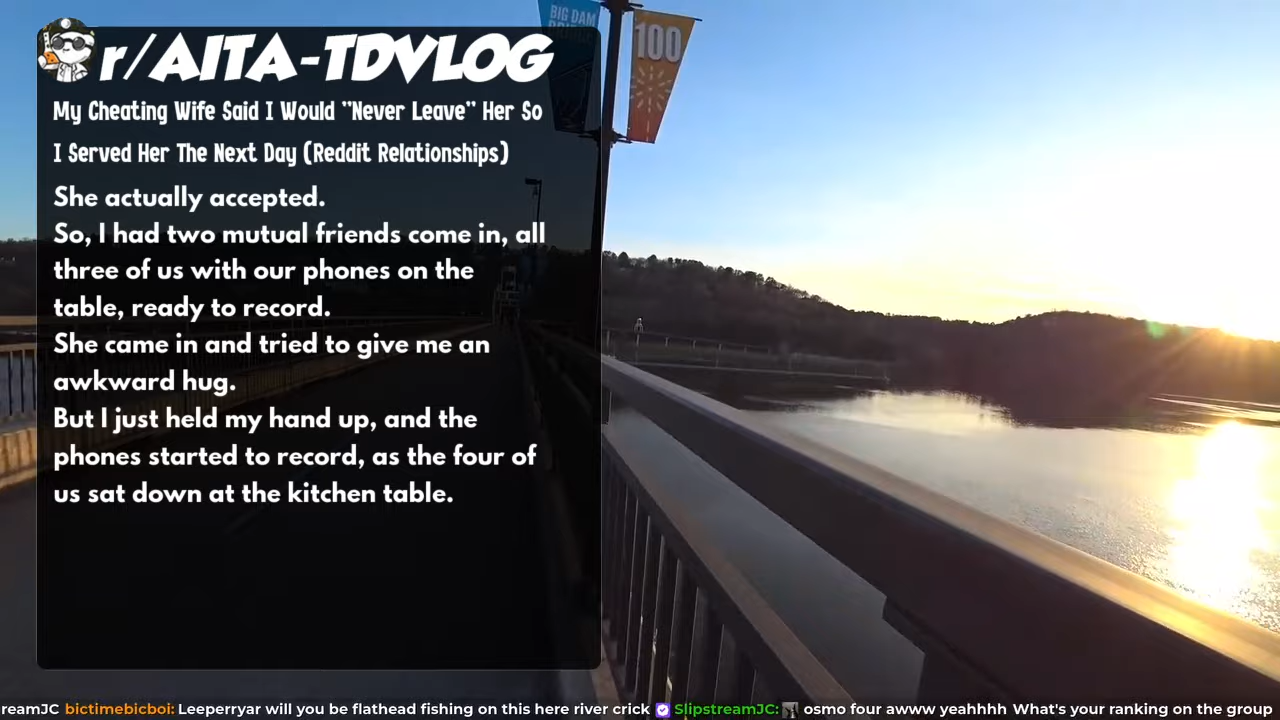 BIG DAM
BRIDGE
100
r/AITA-TDVLOG
My Cheating Wife Said I Would "Never Leave" Her So
I Served Her The Next Day (Reddit Relationships)
She actually accepted.
So, I had two mutual friends come in, all
three of us with our phones on the
table, ready to record.
She came in and tried to give me an
awkward hug.
But I just held my hand up, and the
phones started to record, as the four of
us sat down at the kitchen table.
reamJC bictimebicboi: Leeperryar will you be flathead fishing on this here river crick SlipstreamJC: osmo four awww yeahhhh What's your ranking on the group